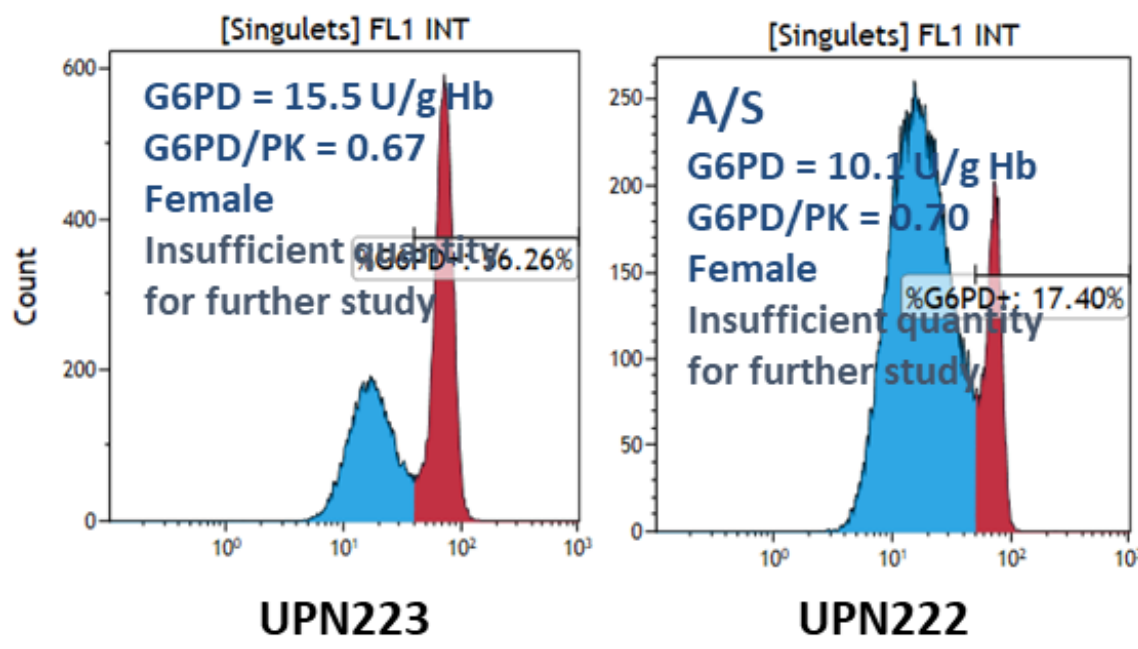 [Singulets] FL1 INT
G6PD = 15.5 U/g Hb
G6PD/PK = 0.67
Female
Insufficient quantity
for further study
%G6PD+: 56.26%
600
400
200
0
Count
10⁰ 10¹ 10² 10³
UPN223
[Singulets] FL1 INT
A/S
G6PD = 10.1 U/g Hb
G6PD/PK = 0.70
Female
%G6PD+: 17.40%
Insufficient quantity
for further study
250
200
150
100
50
0
10⁰ 10¹ 10² 10³
UPN222